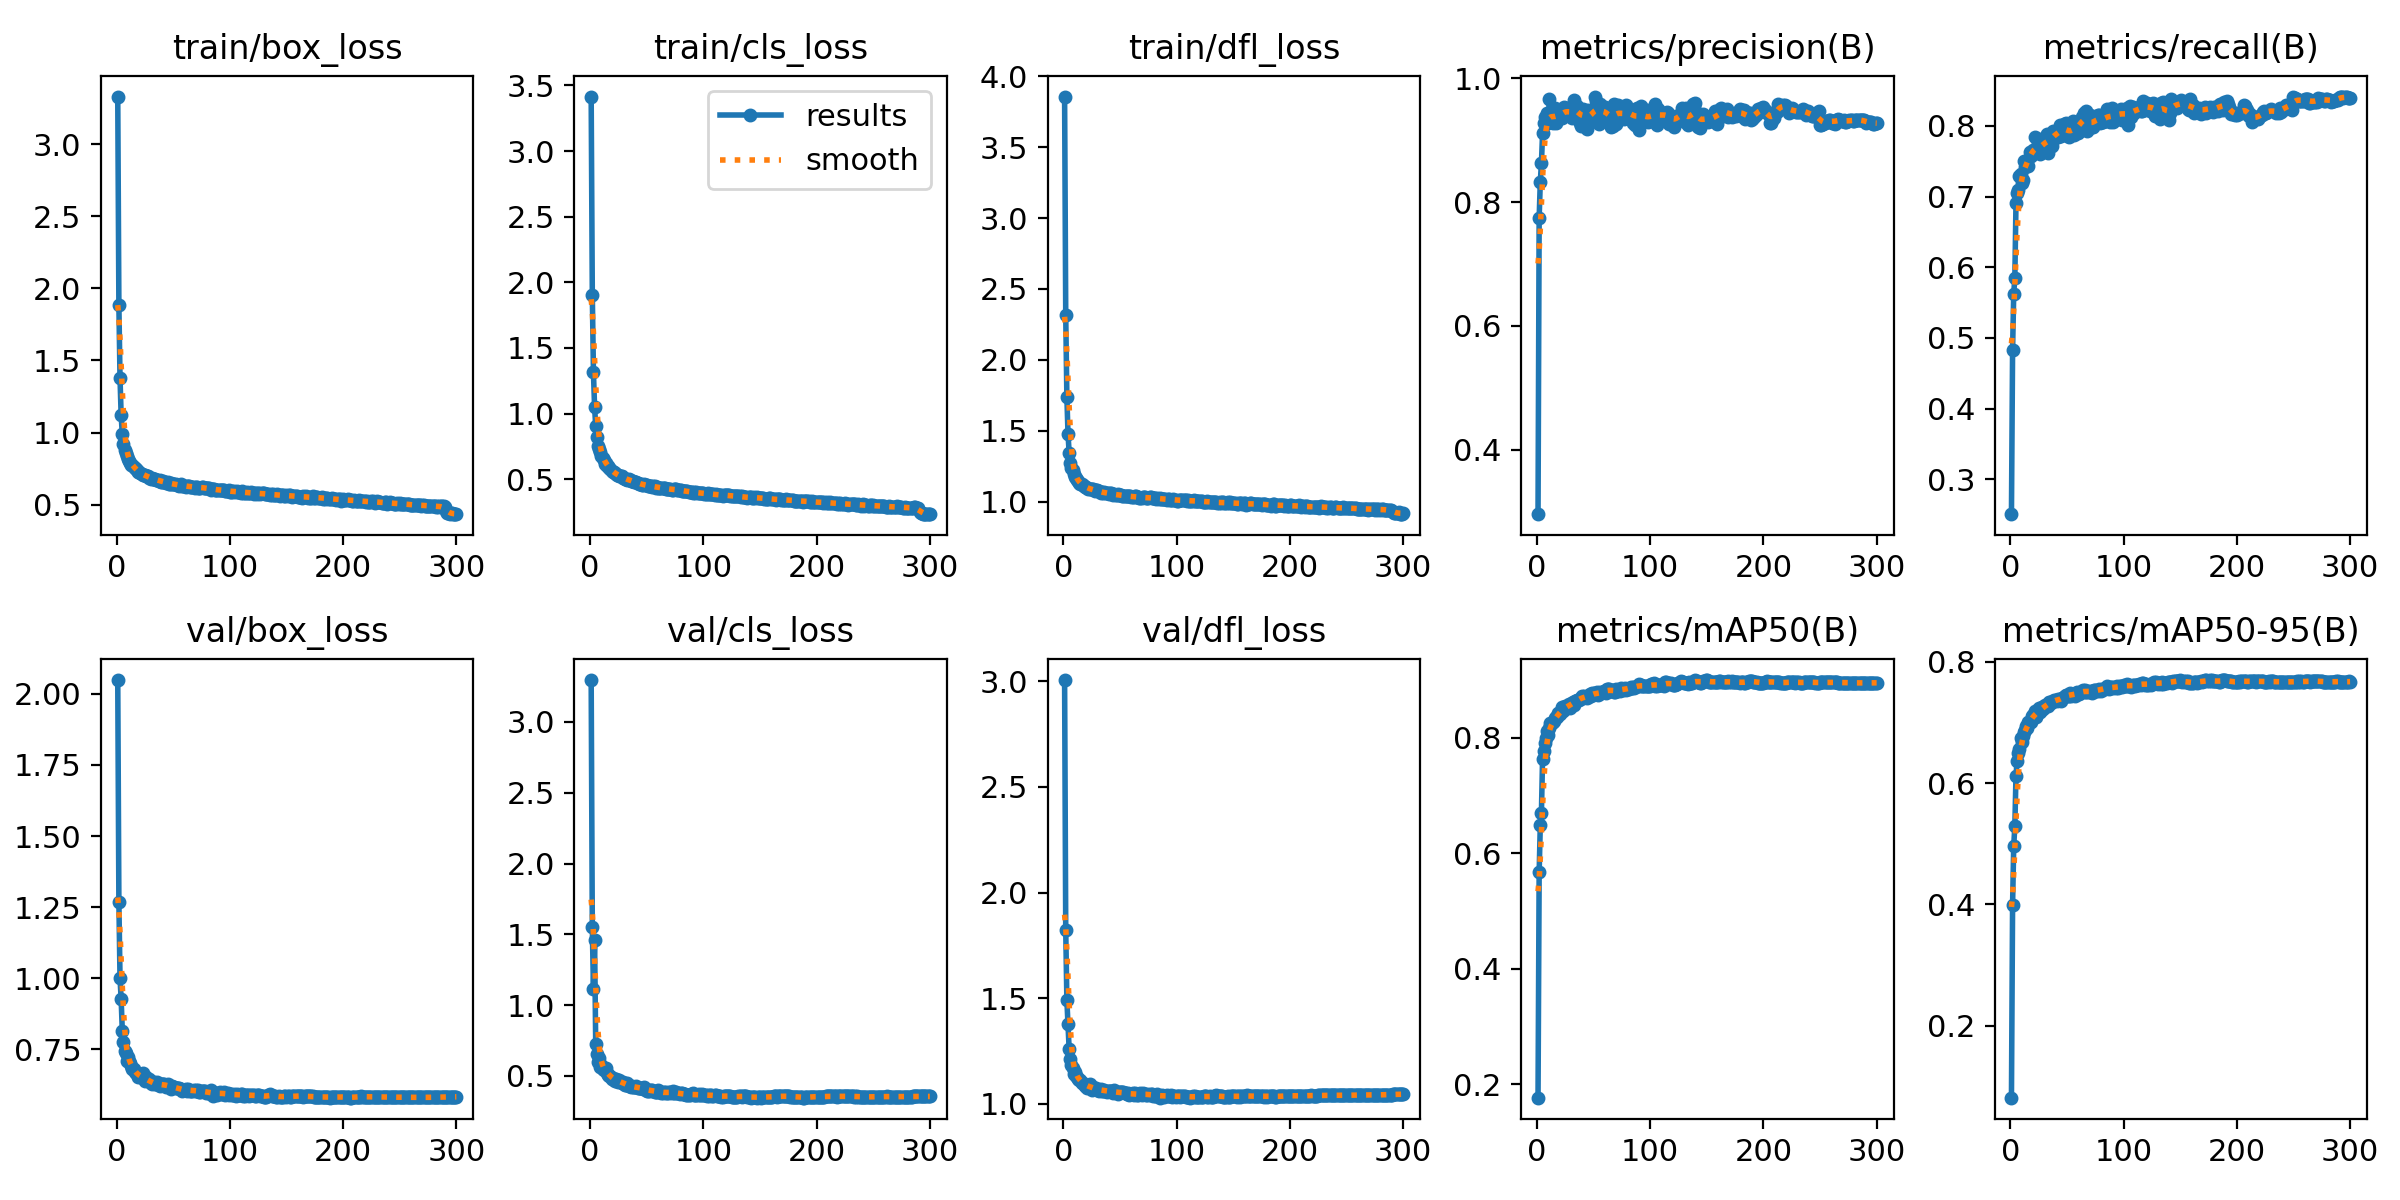 train/box_loss
3.0
2.5
2.0
1.5
1.0
0.5
0 100 200 300
train/cls_loss
results
smooth
3.5
3.0
2.5
2.0
1.5
1.0
0.5
0 100 200 300
train/dfl_loss
4.0
3.5
3.0
2.5
2.0
1.5
1.0
0 100 200 300
metrics/precision(B)
1.0
0.8
0.6
0.4
0 100 200 300
metrics/recall(B)
0.8
0.7
0.6
0.5
0.4
0.3
0 100 200 300
val/box_loss
2.00
1.75
1.50
1.25
1.00
0.75
0 100 200 300
val/cls_loss
3.0
2.5
2.0
1.5
1.0
0.5
0 100 200 300
val/dfl_loss
3.0
2.5
2.0
1.5
1.0
0 100 200 300
metrics/mAP50(B)
0.8
0.6
0.4
0.2
0 100 200 300
metrics/mAP50-95(B)
0.8
0.6
0.4
0.2
0 100 200 300